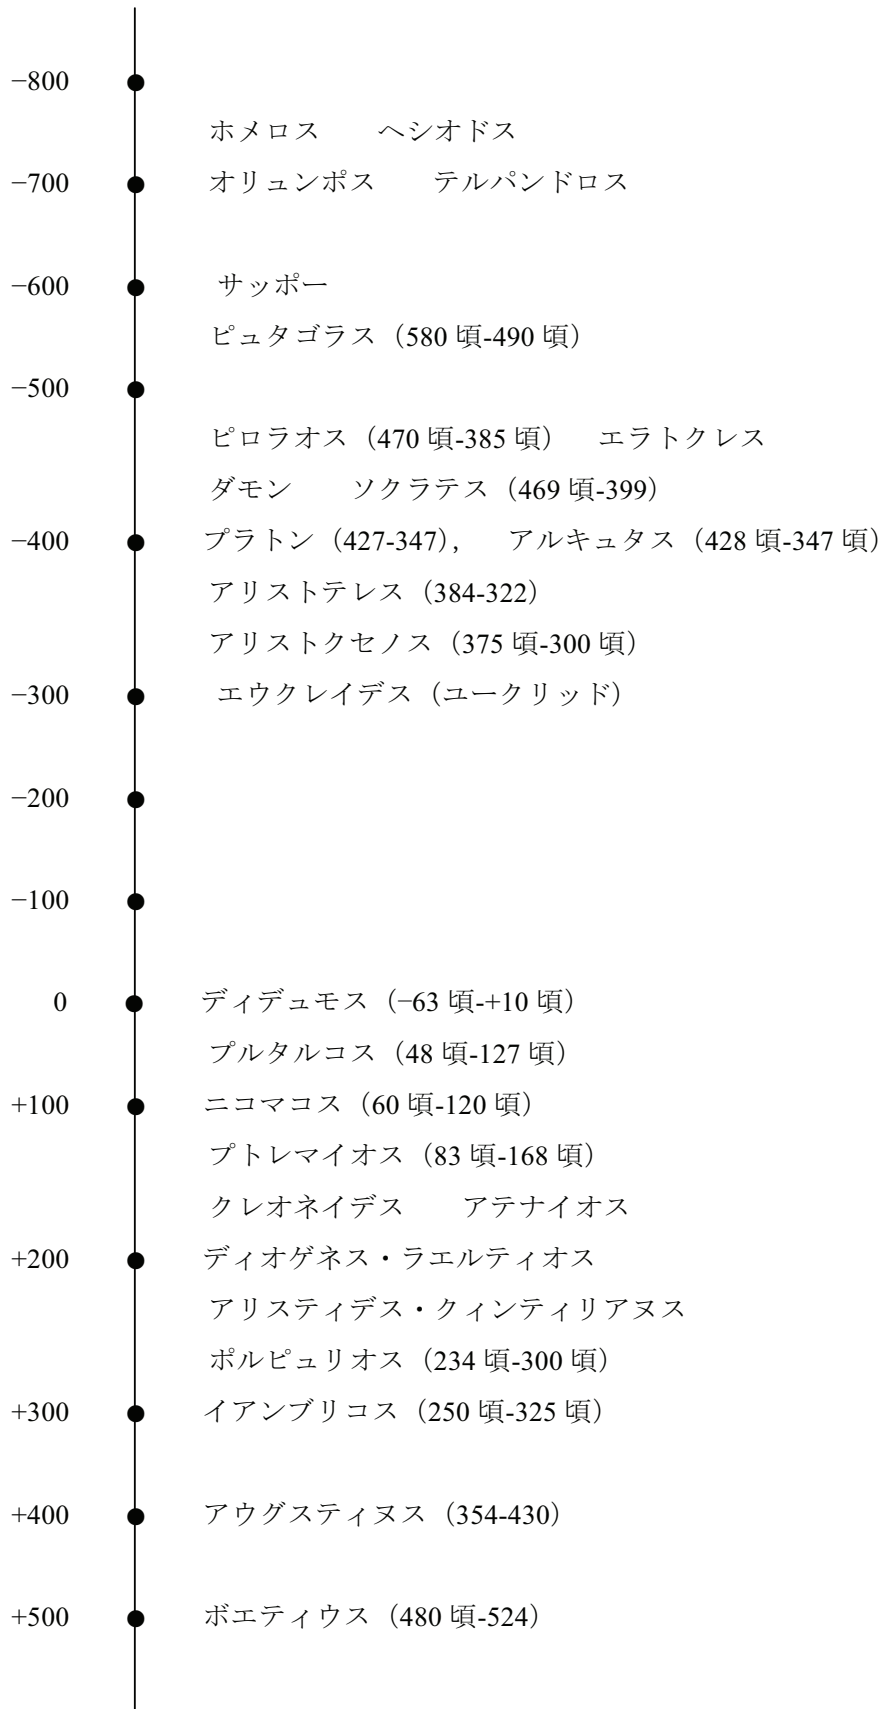 −800
ホメロス　　ヘシオドス
−700 オリュンポス　　テルパンドロス
−600 サッポー
ピュタゴラス（580 頃-490 頃）
−500
ピロラオス（470 頃-385 頃）　エラトクレス
ダモン　　ソクラテス（469 頃-399）
−400 プラトン（427-347），　アルキュタス（428 頃-347 頃）
アリストテレス（384-322）
アリストクセノス（375 頃-300 頃）
−300 エウクレイデス（ユークリッド）
−200
−100
0 ディデュモス（−63 頃-+10 頃）
プルタルコス（48 頃-127 頃）
+100 ニコマコス（60 頃-120 頃）
プトレマイオス（83 頃-168 頃）
クレオネイデス　　アテナイオス
+200 ディオゲネス・ラエルティオス
アリスティデス・クィンティリアヌス
ポルピュリオス（234 頃-300 頃）
+300 イアンブリコス（250 頃-325 頃）
+400 アウグスティヌス（354-430）
+500 ボエティウス（480 頃-524）